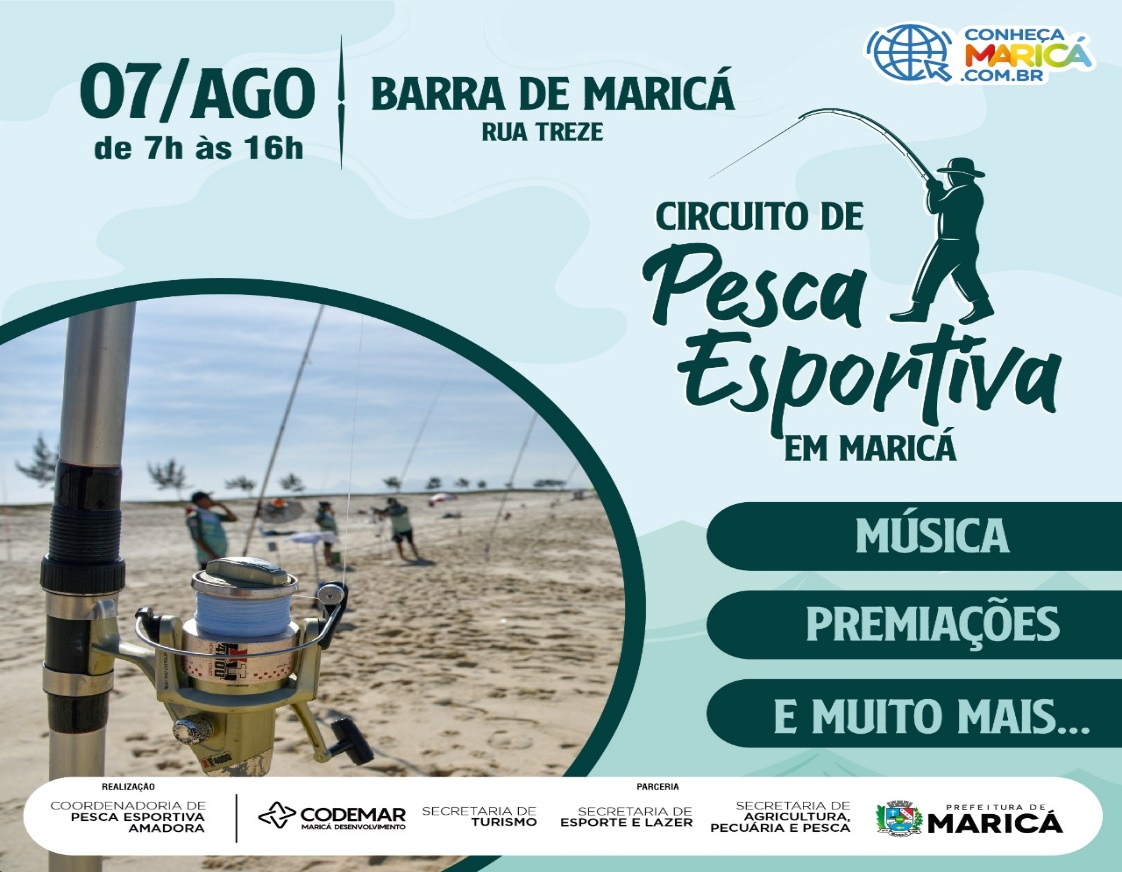 07/AGO
de 7h às 16h
BARRA DE MARICÁ
RUA TREZE
CONHEÇA
MARICÁ
.COM.BR
CIRCUITO DE
Pesca
Esportiva
EM MARICÁ
MÚSICA
PREMIAÇÕES
E MUITO MAIS...
REALIZAÇÃO
COORDENADORIA DE
PESCA ESPORTIVA
AMADORA
CODEMAR
MARICÁ DESENVOLVIMENTO
SECRETARIA DE
TURISMO
PARCERIA
SECRETARIA DE
ESPORTE E LAZER
SECRETARIA DE
AGRICULTURA,
PECUÁRIA E PESCA
PREFEITURA DE
MARICÁ